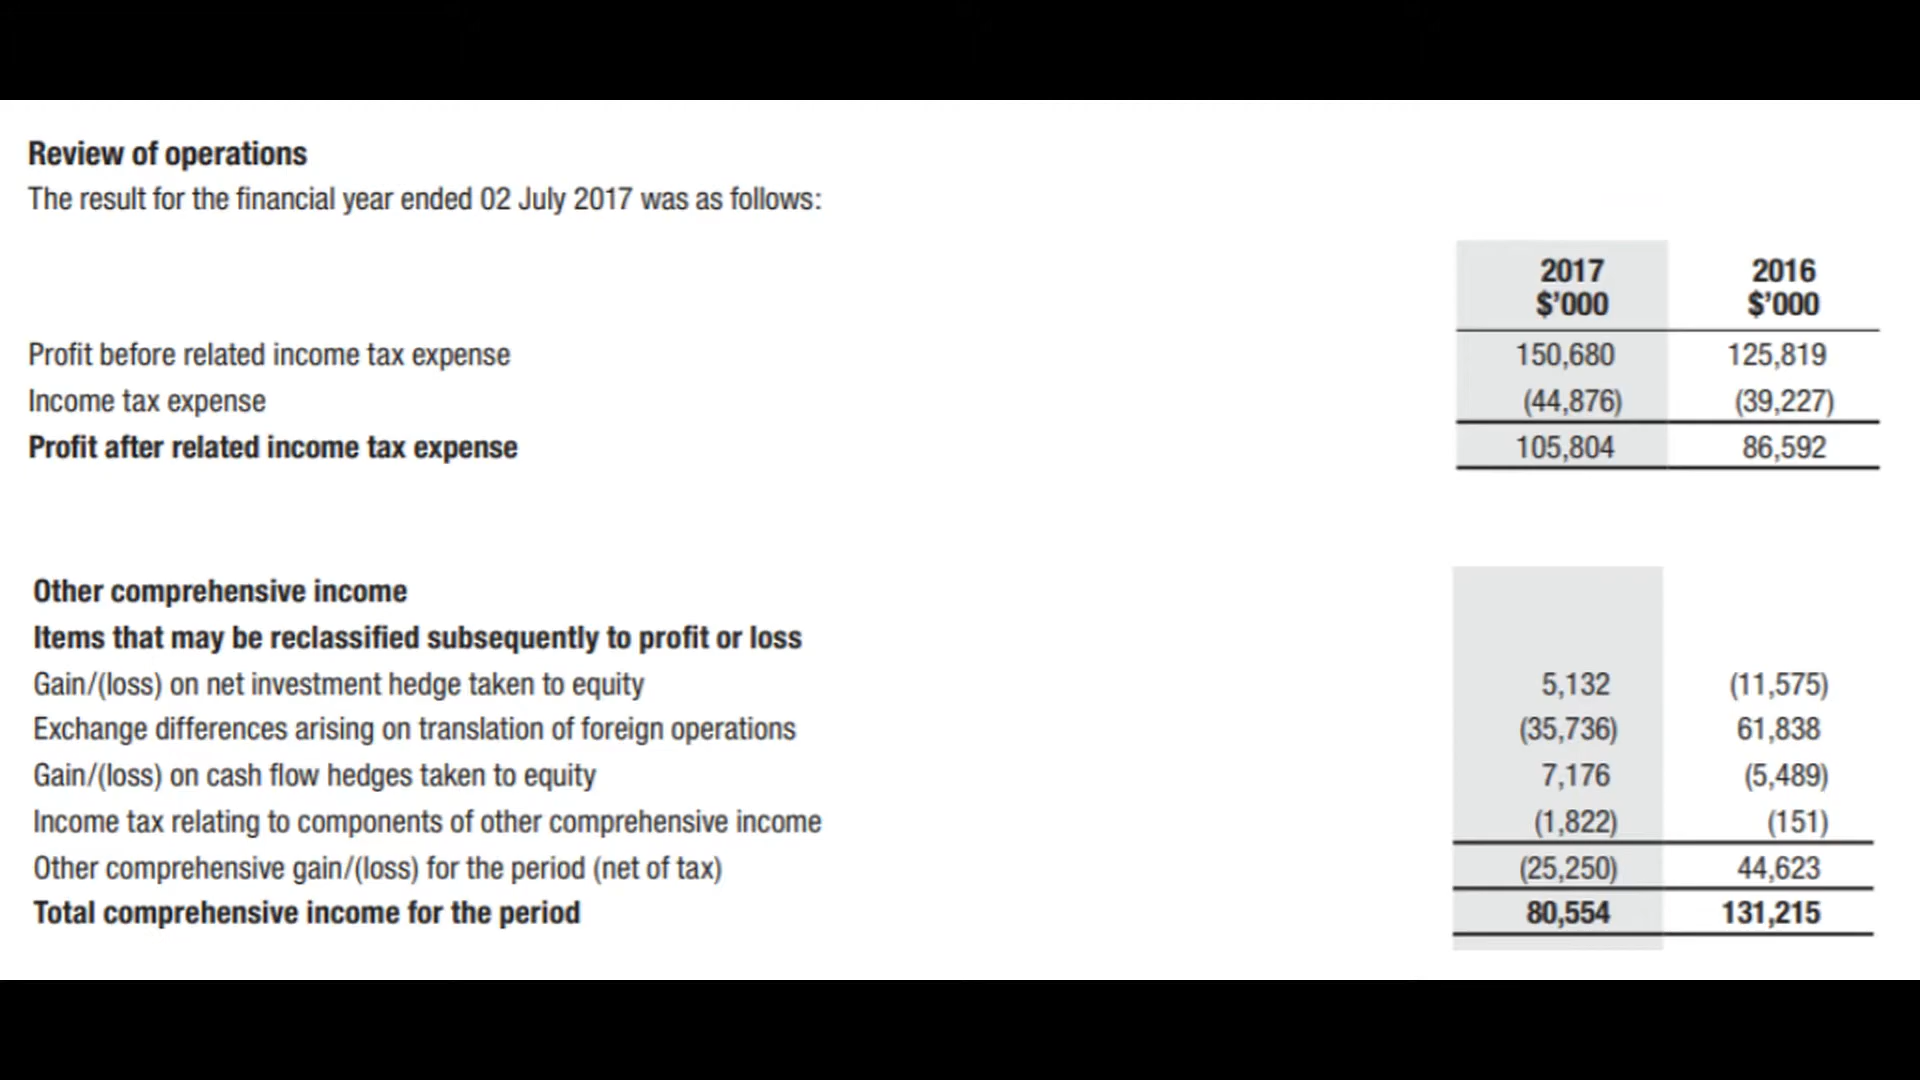 Review of operations
The result for the financial year ended 02 July 2017 was as follows:
2017 2016
$'000 $'000
Profit before related income tax expense 150,680 125,819
Income tax expense (44,876) (39,227)
Profit after related income tax expense 105,804 86,592
Other comprehensive income
Items that may be reclassified subsequently to profit or loss
Gain/(loss) on net investment hedge taken to equity 5,132 (11,575)
Exchange differences arising on translation of foreign operations (35,736) 61,838
Gain/(loss) on cash flow hedges taken to equity 7,176 (5,489)
Income tax relating to components of other comprehensive income (1,822) (151)
Other comprehensive gain/(loss) for the period (net of tax) (25,250) 44,623
Total comprehensive income for the period 80,554 131,215